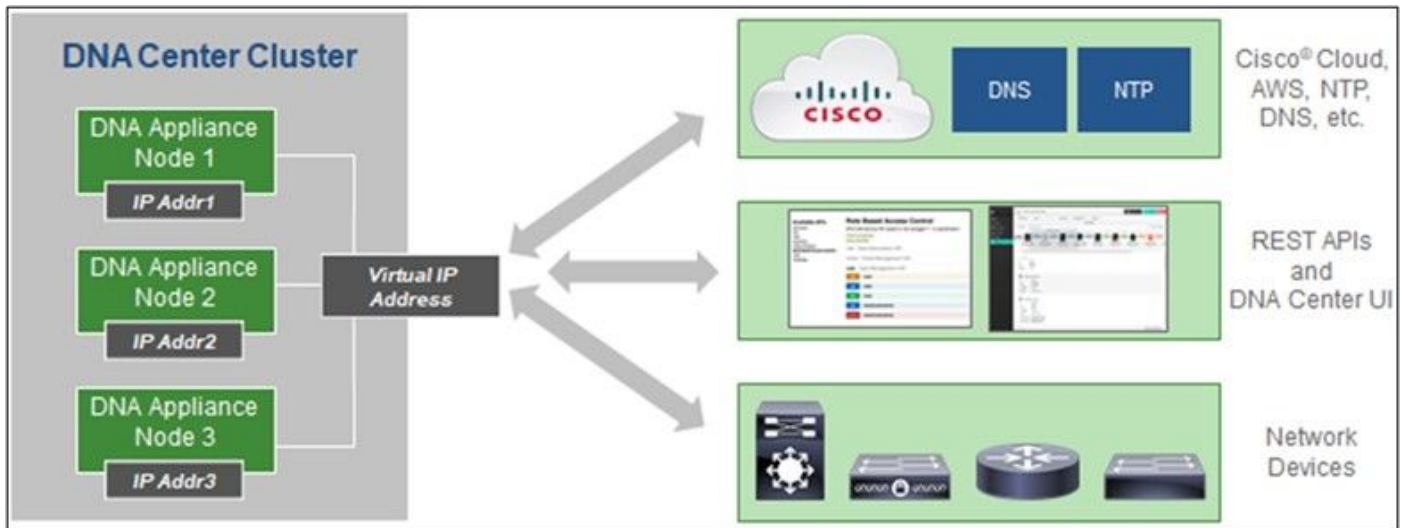 DNA Center Cluster
DNA Appliance
Node 1
IP Addr1
DNA Appliance
Node 2
IP Addr2
DNA Appliance
Node 3
IP Addr3
Virtual IP
Address
CISCO
DNS
NTP
Cisco® Cloud,
AWS, NTP,
DNS, etc.
Role Based Access Control
REST APIs
and
DNA Center UI
Network
Devices